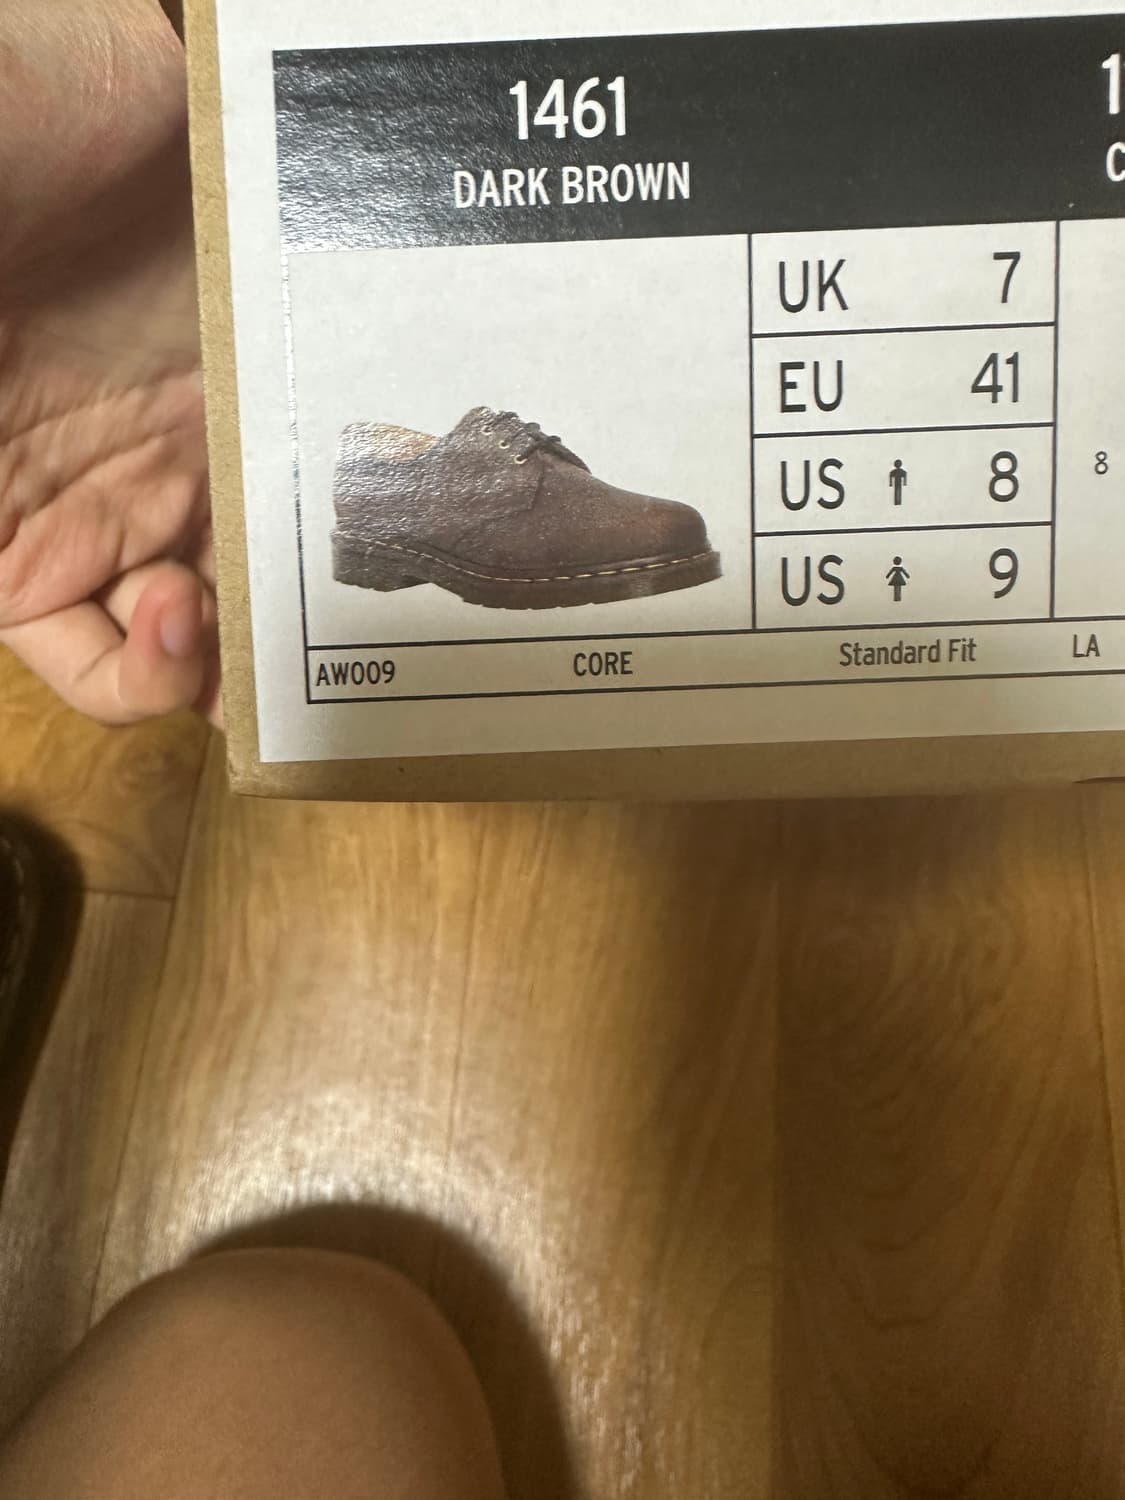 1461
DARK BROWN
UK 7
EU 41
US 8
US 9
8
AW009 CORE Standard Fit LA